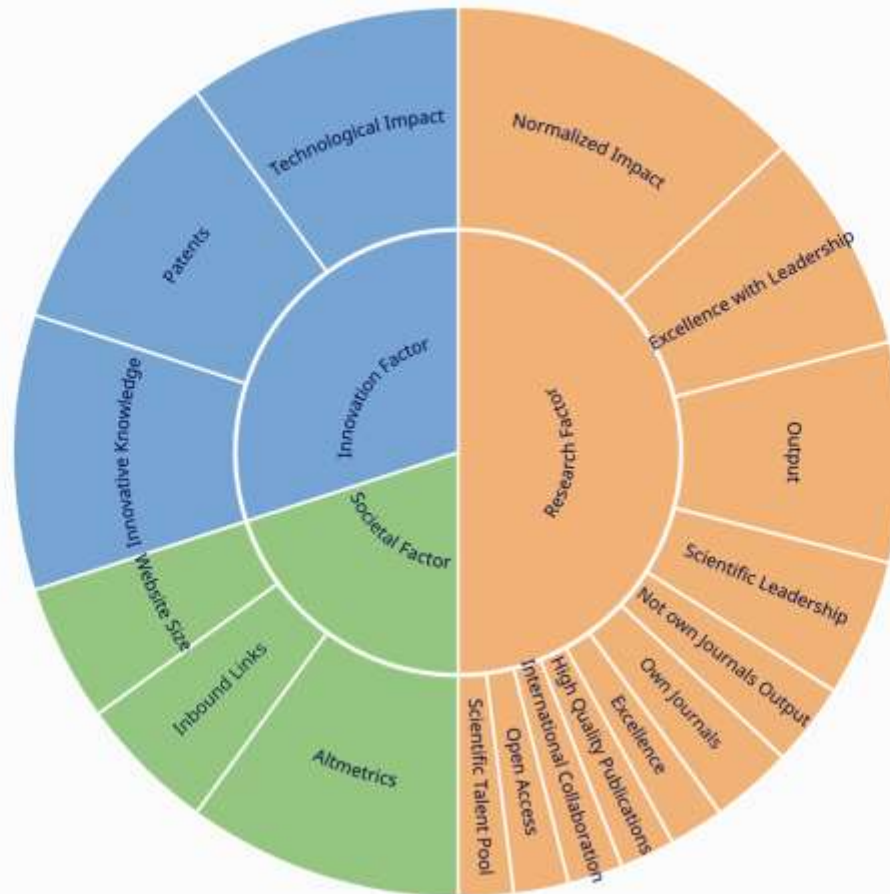 Technological Impact
Normalized Impact
Patents
Excellence with Leadership
Innovation Factor
Research Factor
Innovative Knowledge
Output
Societal Factor
Website Size
Scientific Leadership
Inbound Links
Not own Journals Output
Own Journals
Altmetrics
Excellence
High Quality Publications
International Collaboration
Open Access
Scientific Talent Pool